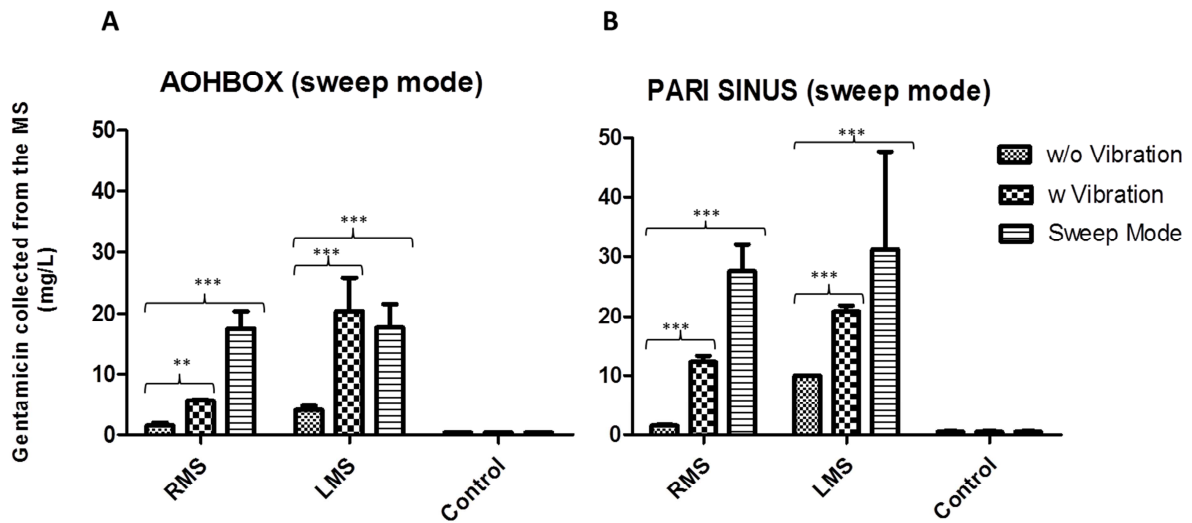 A
B
AOHBOX (sweep mode)
PARI SINUS (sweep mode)
Gentamicin collected from the MS
(mg/L)
50
40
30
20
10
0
***
**
***
***
RMS
LMS
Control
50
40
30
20
10
0
***
***
***
***
RMS
LMS
Control
w/o Vibration
w Vibration
Sweep Mode